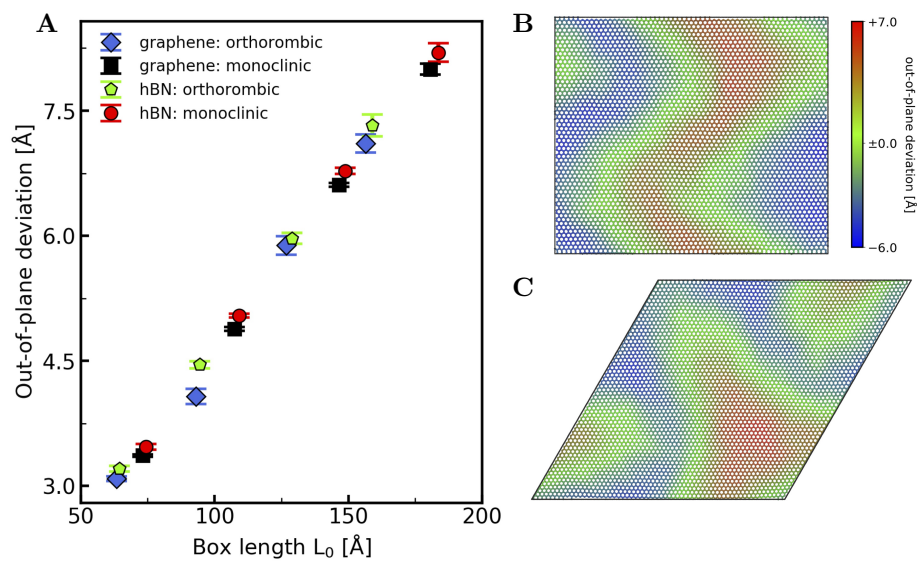 A
graphene: orthorombic
graphene: monoclinic
hBN: orthorombic
hBN: monoclinic
7.5
6.0
4.5
3.0
50
100
150
200
Out-of-plane deviation [Å]
Box length L₀ [Å]
B
+7.0
±0.0
−6.0
out-of-plane deviation [Å]
C